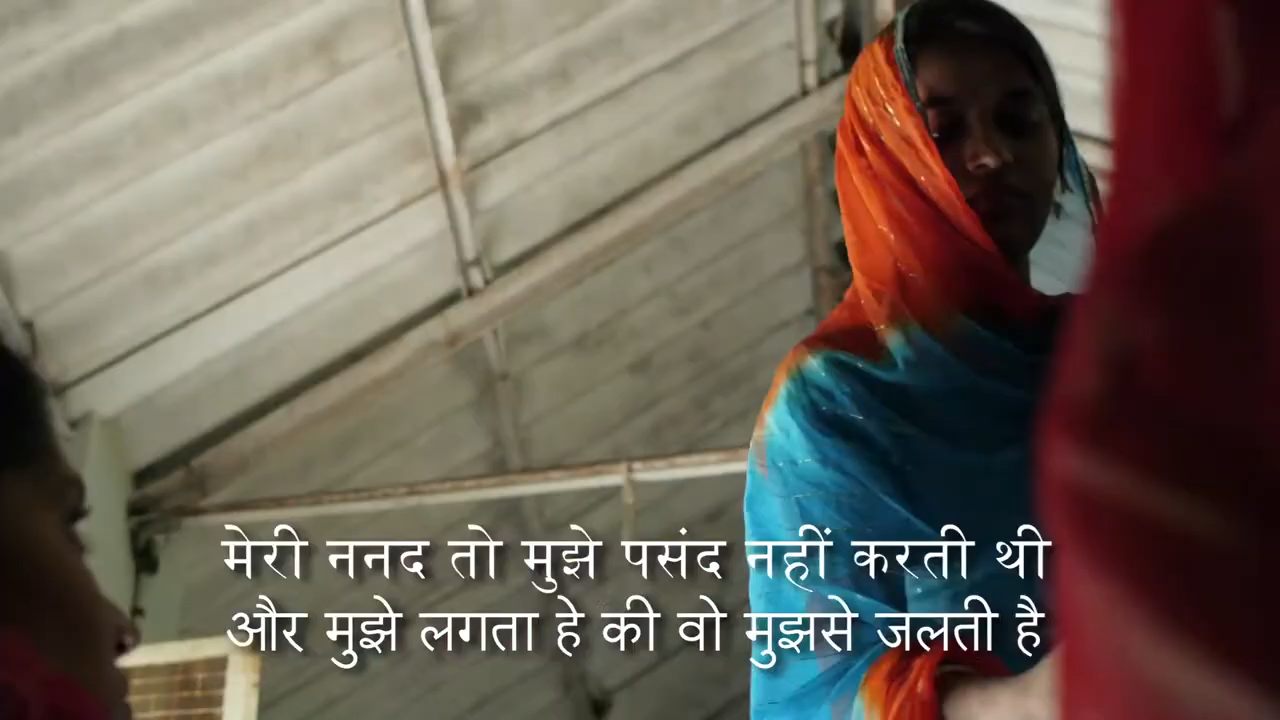 मेरी ननद तो मुझे पसंद नहीं करती थी
और मुझे लगता हे की वो मुझसे जलती है